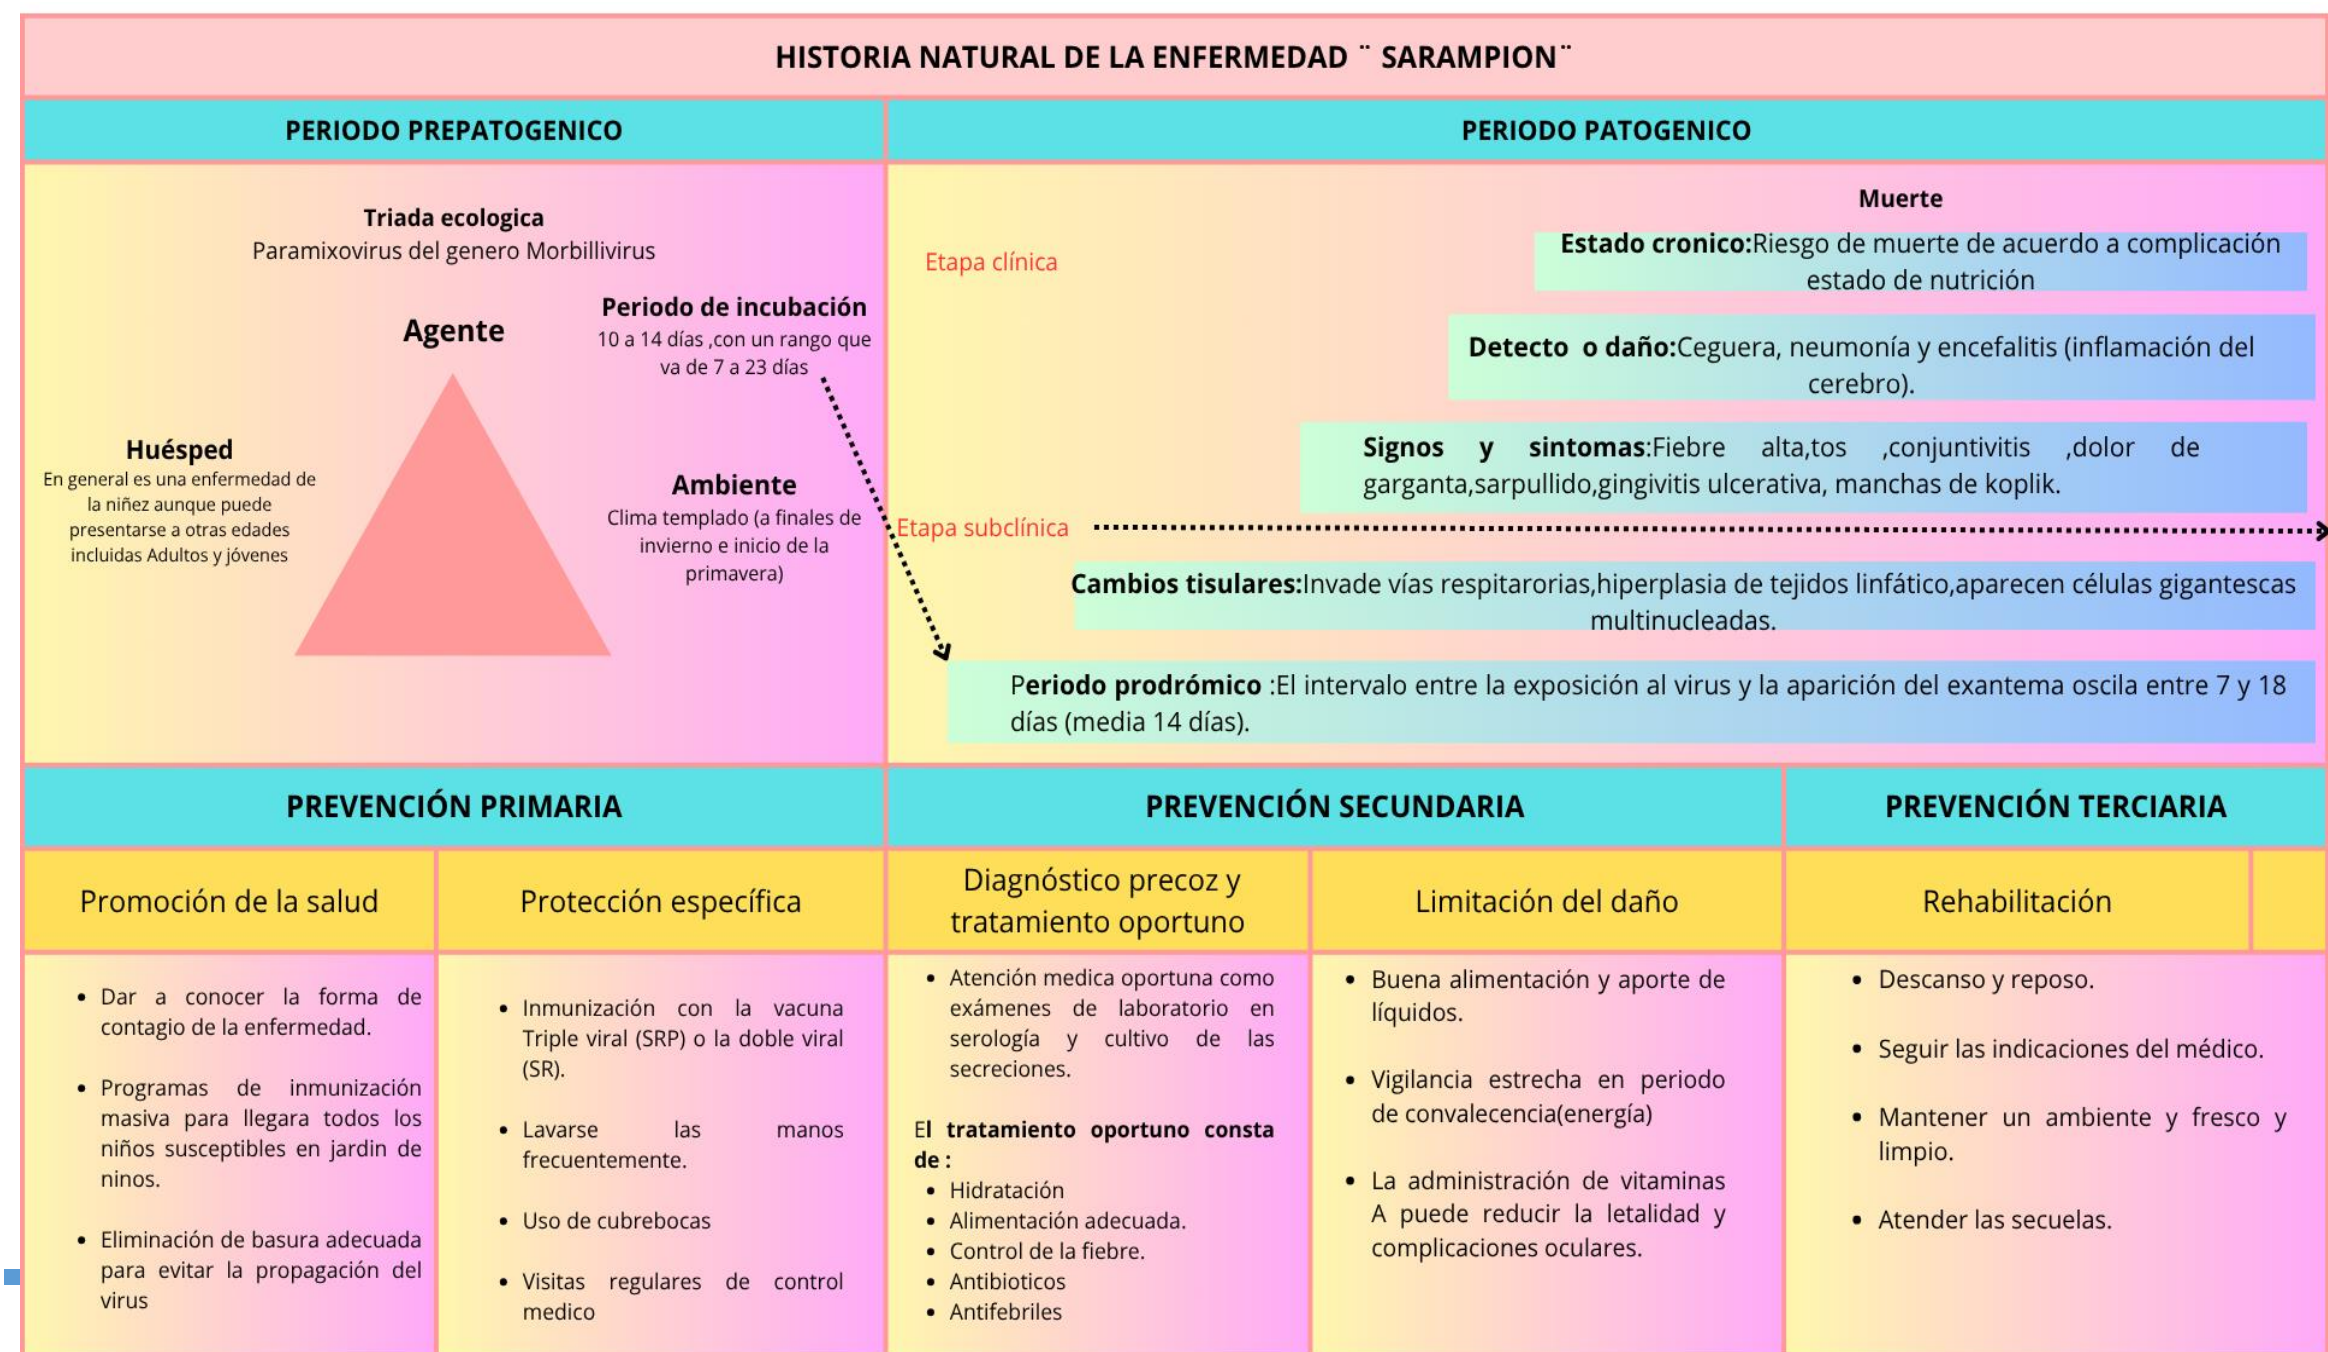 HISTORIA NATURAL DE LA ENFERMEDAD ¨ SARAMPION¨
PERIODO PREPATOGENICO
PERIODO PATOGENICO
Triada ecologica
Paramixovirus del genero Morbillivirus
Agente
Periodo de incubación
10 a 14 días ,con un rango que
va de 7 a 23 días
Huésped
En general es una enfermedad de
la niñez aunque puede
presentarse a otras edades
incluidas Adultos y jóvenes
Ambiente
Clima templado (a finales de
invierno e inicio de la
primavera)
Muerte
Etapa clínica
Estado cronico:Riesgo de muerte de acuerdo a complicación
estado de nutrición
Detecto o daño:Ceguera, neumonía y encefalitis (inflamación del
cerebro).
Signos y sintomas:Fiebre alta,tos ,conjuntivitis ,dolor de
garganta,sarpullido,gingivitis ulcerativa, manchas de koplik.
Etapa subclínica
Cambios tisulares:Invade vías respitarorias,hiperplasia de tejidos linfático,aparecen células gigantescas
multinucleadas.
Periodo prodrómico :El intervalo entre la exposición al virus y la aparición del exantema oscila entre 7 y 18
días (media 14 días).
PREVENCIÓN PRIMARIA
PREVENCIÓN SECUNDARIA
PREVENCIÓN TERCIARIA
Promoción de la salud
Protección específica
Diagnóstico precoz y
tratamiento oportuno
Limitación del daño
Rehabilitación
• Dar a conocer la forma de
contagio de la enfermedad.
• Programas de inmunización
masiva para llegara todos los
niños susceptibles en jardin de
ninos.
• Eliminación de basura adecuada
para evitar la propagación del
virus
• Inmunización con la vacuna
Triple viral (SRP) o la doble viral
(SR).
• Lavarse las manos
frecuentemente.
• Uso de cubrebocas
• Visitas regulares de control
medico
• Atención medica oportuna como
exámenes de laboratorio en
serología y cultivo de las
secreciones.
El tratamiento oportuno consta
de :
• Hidratación
• Alimentación adecuada.
• Control de la fiebre.
• Antibioticos
• Antifebriles
• Buena alimentación y aporte de
líquidos.
• Vigilancia estrecha en periodo
de convalecencia(energía)
• La administración de vitaminas
A puede reducir la letalidad y
complicaciones oculares.
• Descanso y reposo.
• Seguir las indicaciones del médico.
• Mantener un ambiente y fresco y
limpio.
• Atender las secuelas.